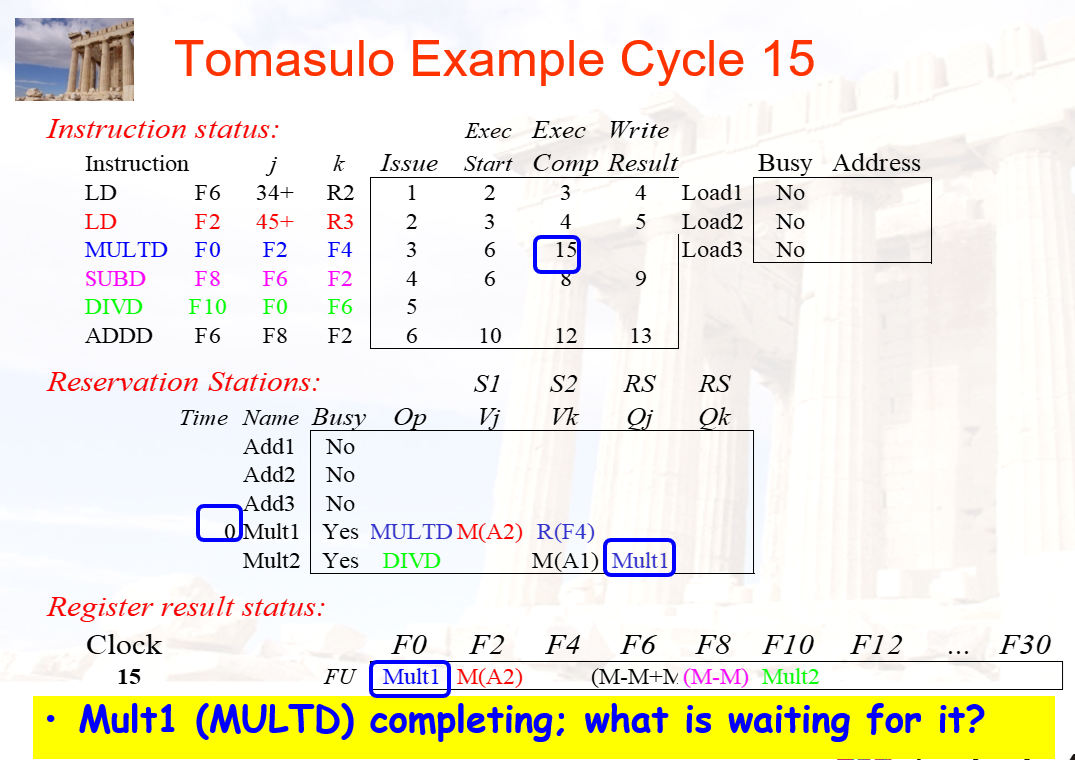 Tomasulo Example Cycle 15
Instruction status: Exec Exec Write
Instruction j k Issue Start Comp Result Busy Address
LD F6 34+ R2 1 2 3 4 Load1 No
LD F2 45+ R3 2 3 4 5 Load2 No
MULTD F0 F2 F4 3 6 15 Load3 No
SUBD F8 F6 F2 4 6 8 9
DIVD F10 F0 F6 5
ADDD F6 F8 F2 6 10 12 13
Reservation Stations: S1 S2 RS RS
Time Name Busy Op Vj Vk Qj Qk
Add1 No
Add2 No
Add3 No
0 Mult1 Yes MULTD M(A2) R(F4)
Mult2 Yes DIVD M(A1) Mult1
Register result status:
Clock F0 F2 F4 F6 F8 F10 F12 ... F30
15 FU Mult1 M(A2) (M-M+M (M-M) Mult2
• Mult1 (MULTD) completing; what is waiting for it?